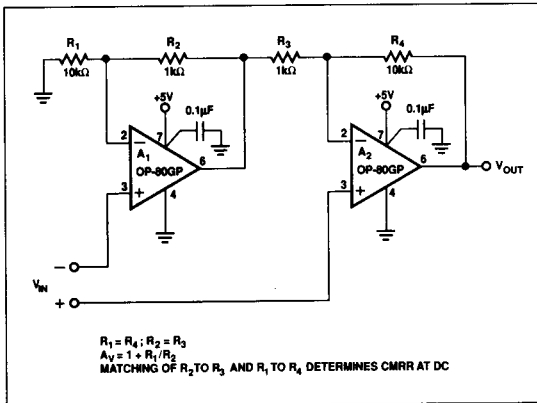 R1 R2 R3 R4
10kΩ 1kΩ 1kΩ 10kΩ
+5V 0.1µF +5V 0.1µF
2 7 2 7
− −
A1 A2
6 6 VOUT
OP-80GP OP-80GP
3 + 4 3 + 4
−
VIN
+
R1 = R4; R2 = R3
AV = 1 + R1/R2
MATCHING OF R2 TO R3 AND R1 TO R4 DETERMINES CMRR AT DC